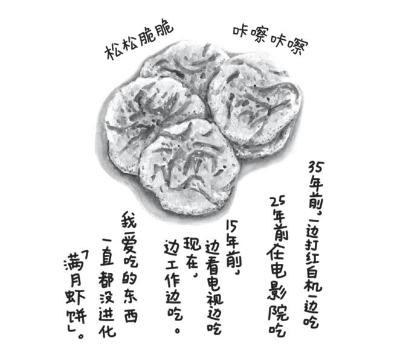 松松脆脆
咔嚓咔嚓
35年前,一边打红白机一边吃
25年前在电影院吃
15年前,
边看电视边吃
现在,
边工作边吃。
我爱吃的东西
一直都没进化
「满月虾饼」。